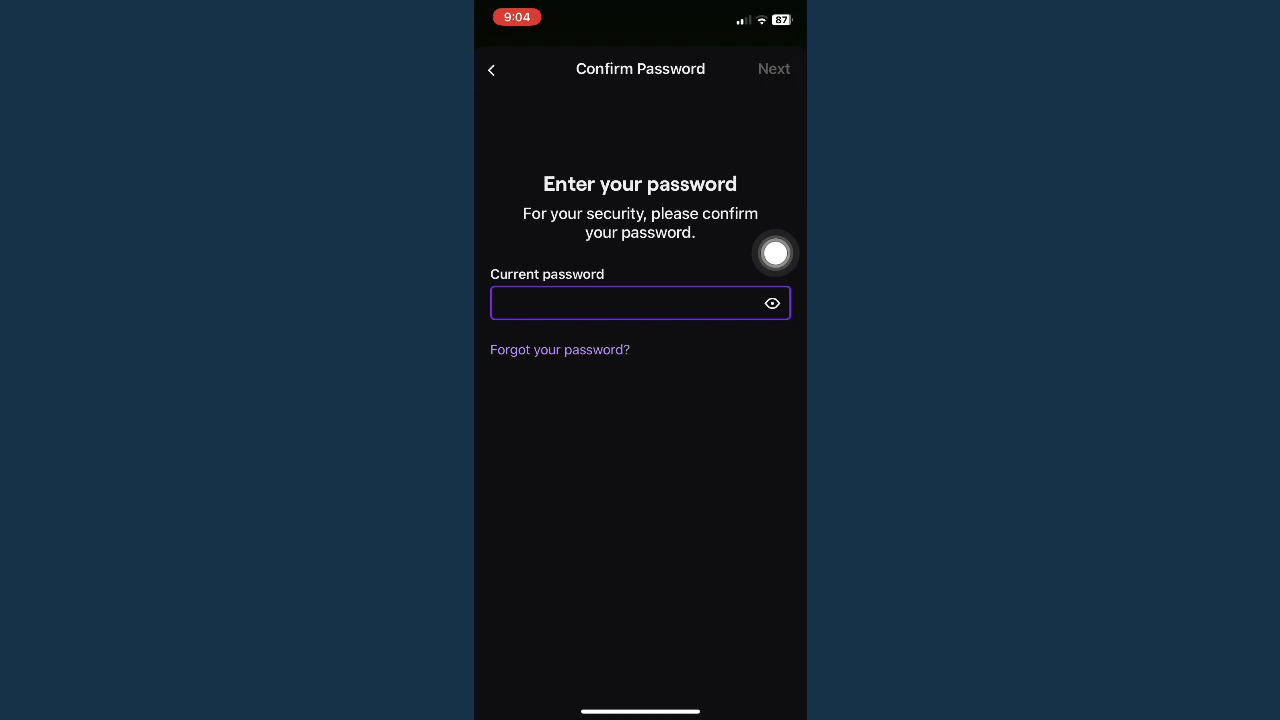 9:04
87
Confirm Password
Next
Enter your password
For your security, please confirm
your password.
Current password
Forgot your password?